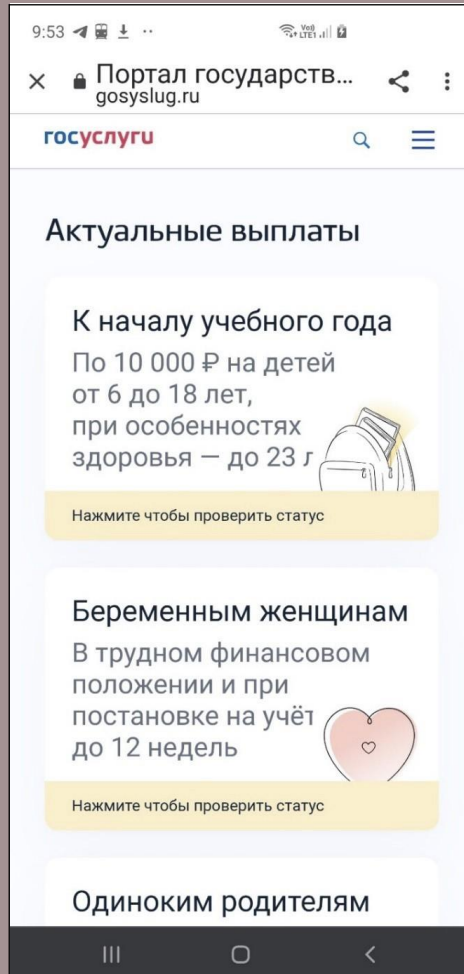 9:53
Vo))
LTE1
Портал государств...
gosyslug.ru
госуслуги
Актуальные выплаты
К началу учебного года
По 10 000 ₽ на детей
от 6 до 18 лет,
при особенностях
здоровья — до 23 л
Нажмите чтобы проверить статус
Беременным женщинам
В трудном финансовом
положении и при
постановке на учёт
до 12 недель
Нажмите чтобы проверить статус
Одиноким родителям